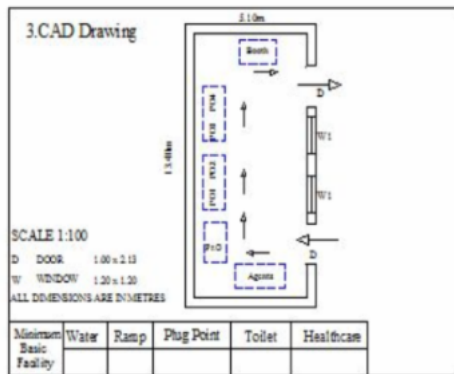 3.CAD Drawing
5.10m
Booth
D
PO3 PO4
W1
PO1 PO2
W1
SCALE 1:100
PrO
D DOOR 1.00 x 2.13
D
W WINDOW 1.20 x 1.20
Agents
ALL DIMENSIONS ARE IN METRES
Minimum Basic Facility Water Ramp Plug Point Toilet Healthcare